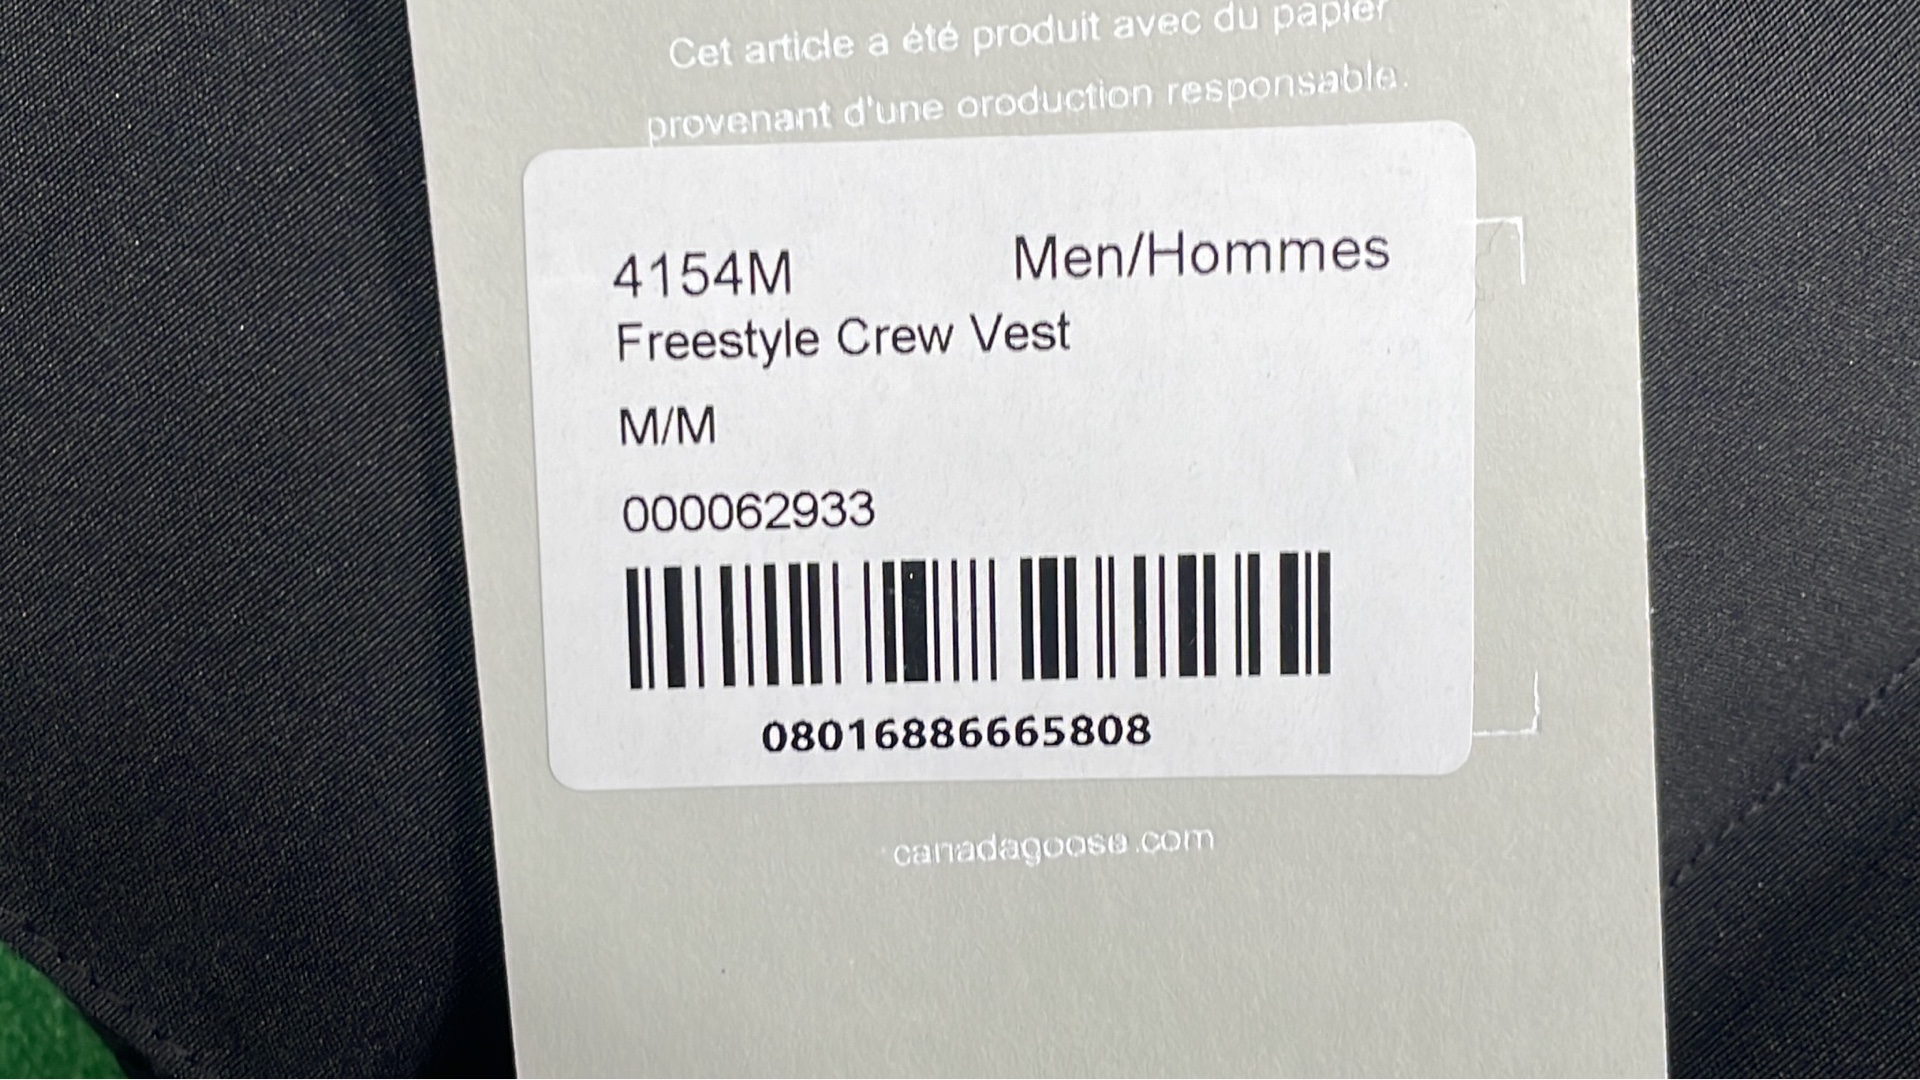 Cet article a été produit avec du papier
provenant d'une oroduction responsable.
4154M Men/Hommes
Freestyle Crew Vest
M/M
000062933
08016886665808
canadagoose.com